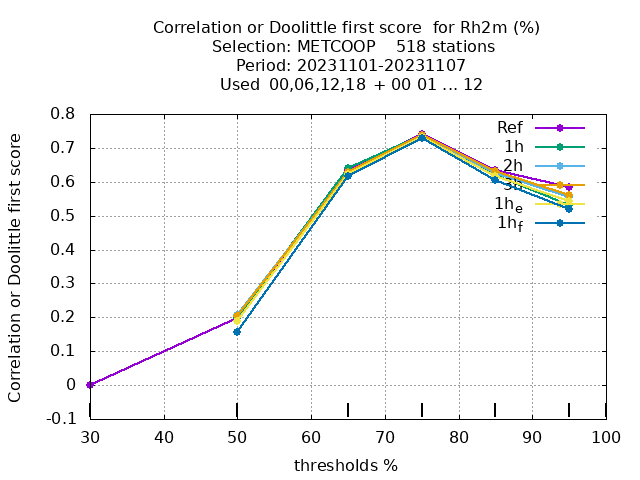 Correlation or Doolittle first score  for Rh2m (%)
Selection: METCOOP    518 stations
Period: 20231101-20231107
Used  00,06,12,18  + 00 01 ... 12
Correlation or Doolittle first score
0.8
0.7
0.6
0.5
0.4
0.3
0.2
0.1
0
-0.1
Ref
1h
2h
3h
1he
1hf
30 40 50 60 70 80 90 100
thresholds %